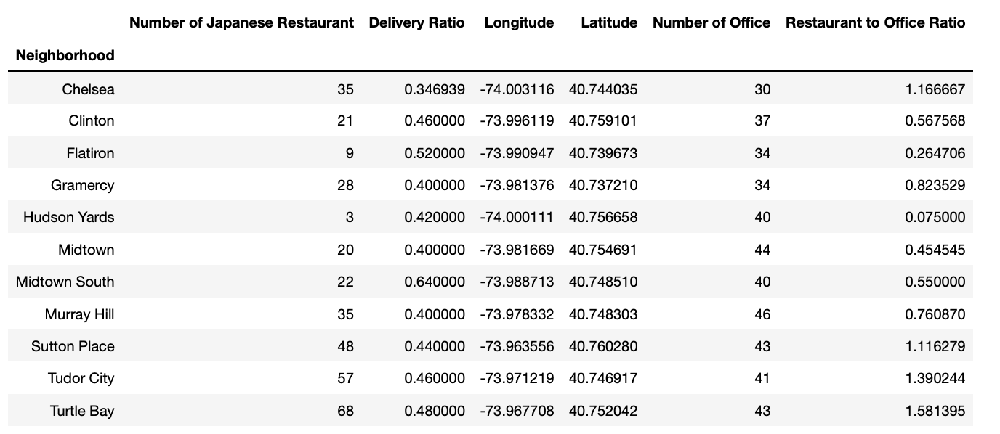 Number of Japanese Restaurant Delivery Ratio Longitude Latitude Number of Office Restaurant to Office Ratio
Neighborhood
Chelsea 35 0.346939 -74.003116 40.744035 30 1.166667
Clinton 21 0.460000 -73.996119 40.759101 37 0.567568
Flatiron 9 0.520000 -73.990947 40.739673 34 0.264706
Gramercy 28 0.400000 -73.981376 40.737210 34 0.823529
Hudson Yards 3 0.420000 -74.000111 40.756658 40 0.075000
Midtown 20 0.400000 -73.981669 40.754691 44 0.454545
Midtown South 22 0.640000 -73.988713 40.748510 40 0.550000
Murray Hill 35 0.400000 -73.978332 40.748303 46 0.760870
Sutton Place 48 0.440000 -73.963556 40.760280 43 1.116279
Tudor City 57 0.460000 -73.971219 40.746917 41 1.390244
Turtle Bay 68 0.480000 -73.967708 40.752042 43 1.581395